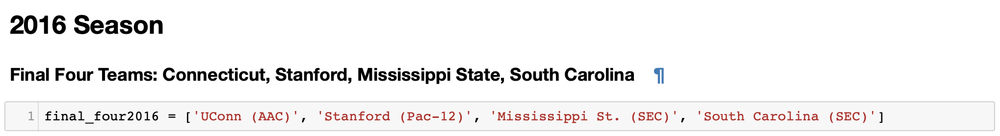 2016 Season
Final Four Teams: Connecticut, Stanford, Mississippi State, South Carolina ¶
1 final_four2016 = ['UConn (AAC)', 'Stanford (Pac-12)', 'Mississippi St. (SEC)', 'South Carolina (SEC)']